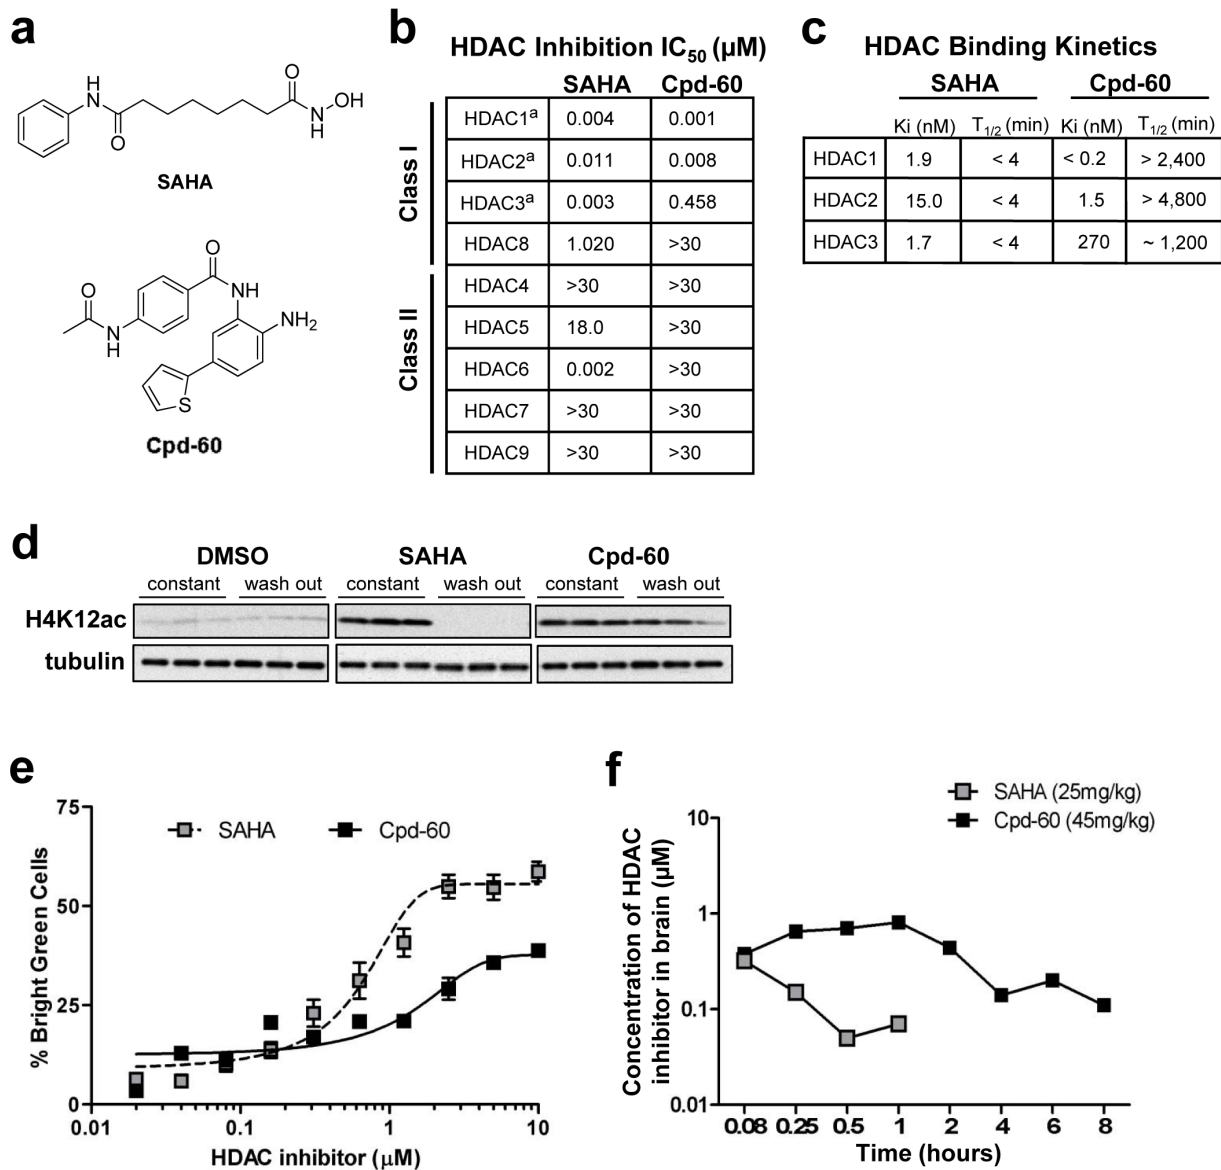 a
H
N
O
O
N
H
OH
SAHA
O
O
N
H
NH
NH2
S
Cpd-60
b
HDAC Inhibition IC50 (µM)
SAHA Cpd-60
Class I
HDAC1a 0.004 0.001
HDAC2a 0.011 0.008
HDAC3a 0.003 0.458
HDAC8 1.020 >30
Class II
HDAC4 >30 >30
HDAC5 18.0 >30
HDAC6 0.002 >30
HDAC7 >30 >30
HDAC9 >30 >30
c
HDAC Binding Kinetics
SAHA Cpd-60
Ki (nM) T1/2 (min) Ki (nM) T1/2 (min)
HDAC1 1.9 < 4 < 0.2 > 2,400
HDAC2 15.0 < 4 1.5 > 4,800
HDAC3 1.7 < 4 270 ~ 1,200
d
DMSO SAHA Cpd-60
constant wash out constant wash out constant wash out
H4K12ac
tubulin
e
% Bright Green Cells
75
50
25
0
SAHA Cpd-60
0.01 0.1 1 10
HDAC inhibitor (µM)
f
SAHA (25mg/kg)
Cpd-60 (45mg/kg)
Concentration of HDAC
inhibitor in brain (µM)
10
1
0.1
0.01
0.08 0.25 0.5 1 2 4 6 8
Time (hours)